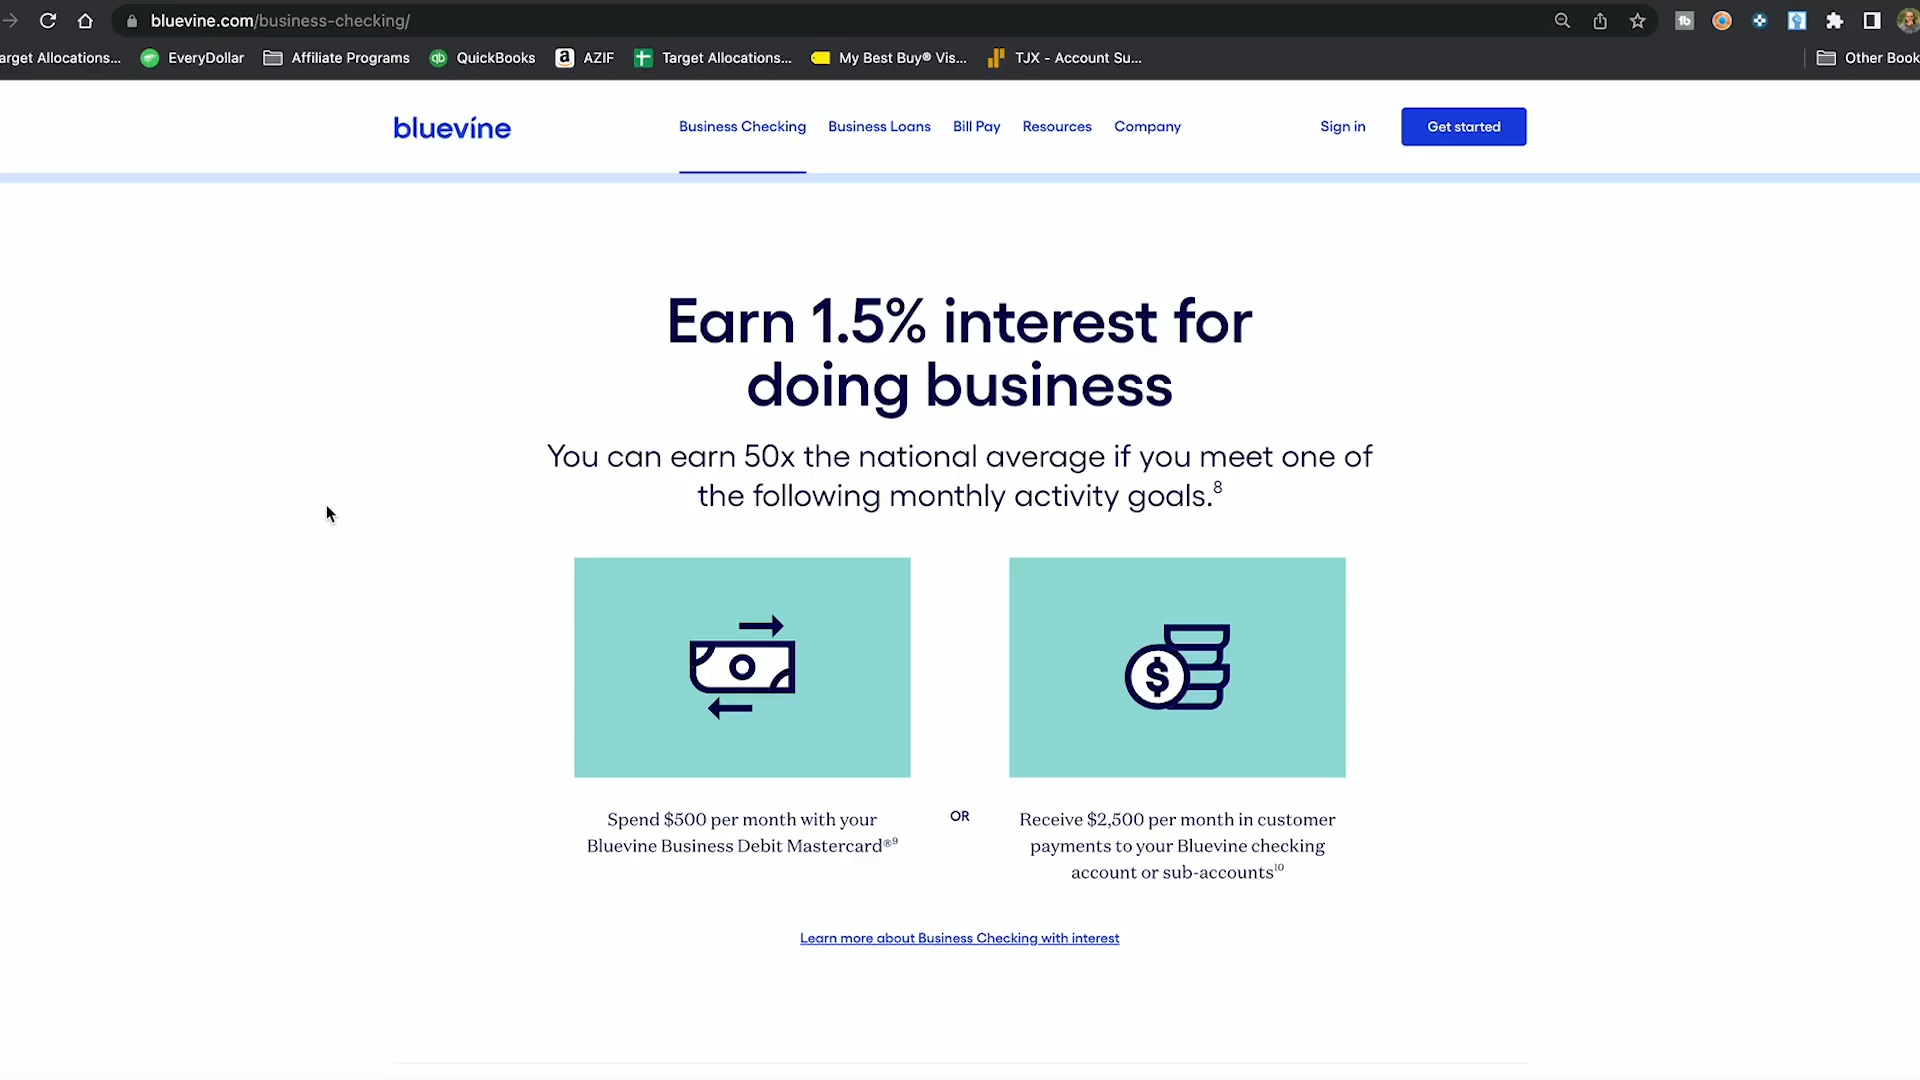 bluevine.com/business-checking/
arget Allocations...
EveryDollar
Affiliate Programs
qb
QuickBooks
a
AZIF
Target Allocations...
My Best Buy® Vis...
TJX - Account Su...
Other Book
bluevine
Business Checking
Business Loans
Bill Pay
Resources
Company
Sign in
Get started
Earn 1.5% interest for
doing business
You can earn 50x the national average if you meet one of
the following monthly activity goals.⁸
$
Spend $500 per month with your
Bluevine Business Debit Mastercard®⁹
OR
Receive $2,500 per month in customer
payments to your Bluevine checking
account or sub-accounts¹⁰
Learn more about Business Checking with interest